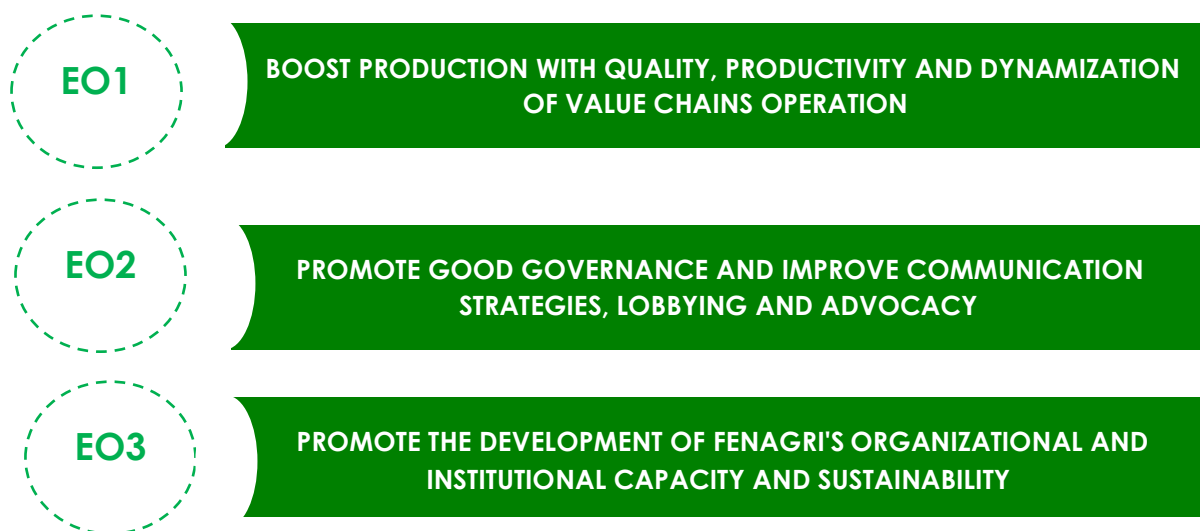 EO1
BOOST PRODUCTION WITH QUALITY, PRODUCTIVITY AND DYNAMIZATION
OF VALUE CHAINS OPERATION
EO2
PROMOTE GOOD GOVERNANCE AND IMPROVE COMMUNICATION
STRATEGIES, LOBBYING AND ADVOCACY
EO3
PROMOTE THE DEVELOPMENT OF FENAGRI'S ORGANIZATIONAL AND
INSTITUTIONAL CAPACITY AND SUSTAINABILITY